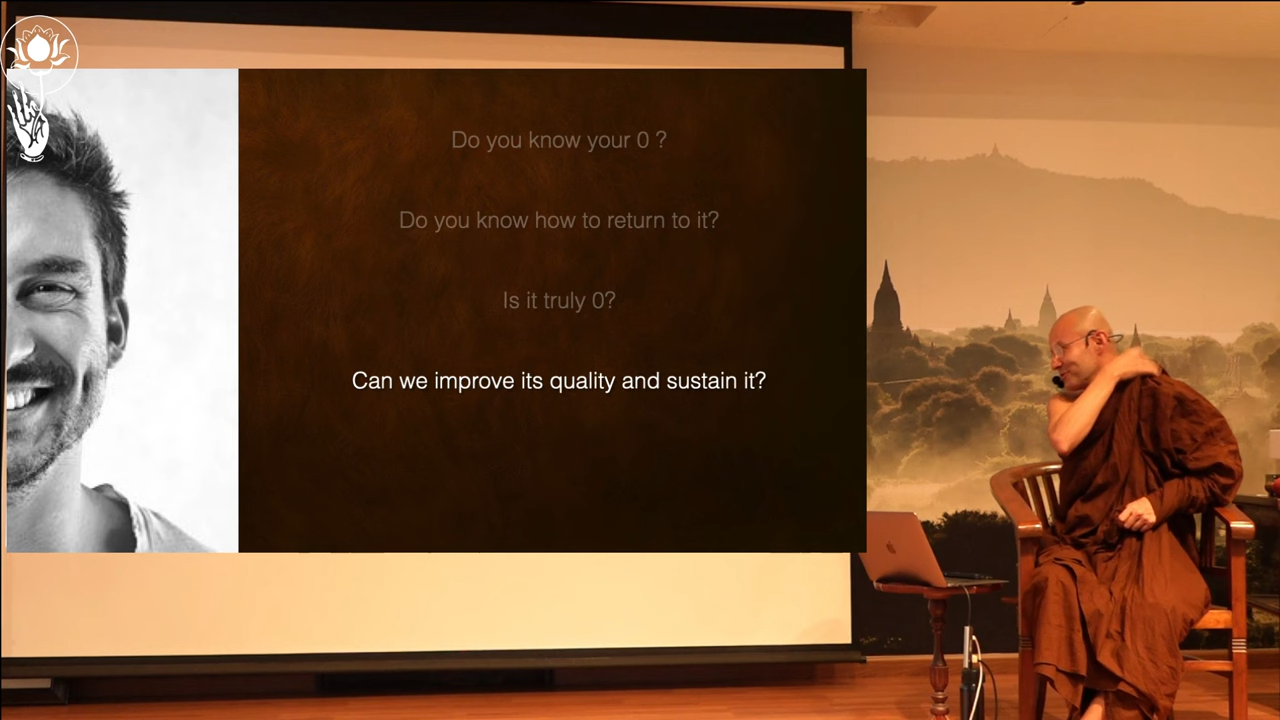 Do you know your 0 ?
Do you know how to return to it?
Is it truly 0?
Can we improve its quality and sustain it?